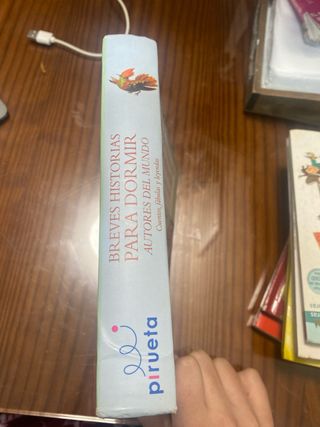 BREVES HISTORIAS
PARA DORMIR
AUTORES DEL MUNDO
Cuentos, fábulas y leyendas
pirueta